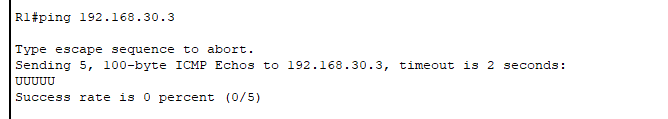 R1#ping 192.168.30.3
Type escape sequence to abort.
Sending 5, 100-byte ICMP Echos to 192.168.30.3, timeout is 2 seconds:
UUUUU
Success rate is 0 percent (0/5)